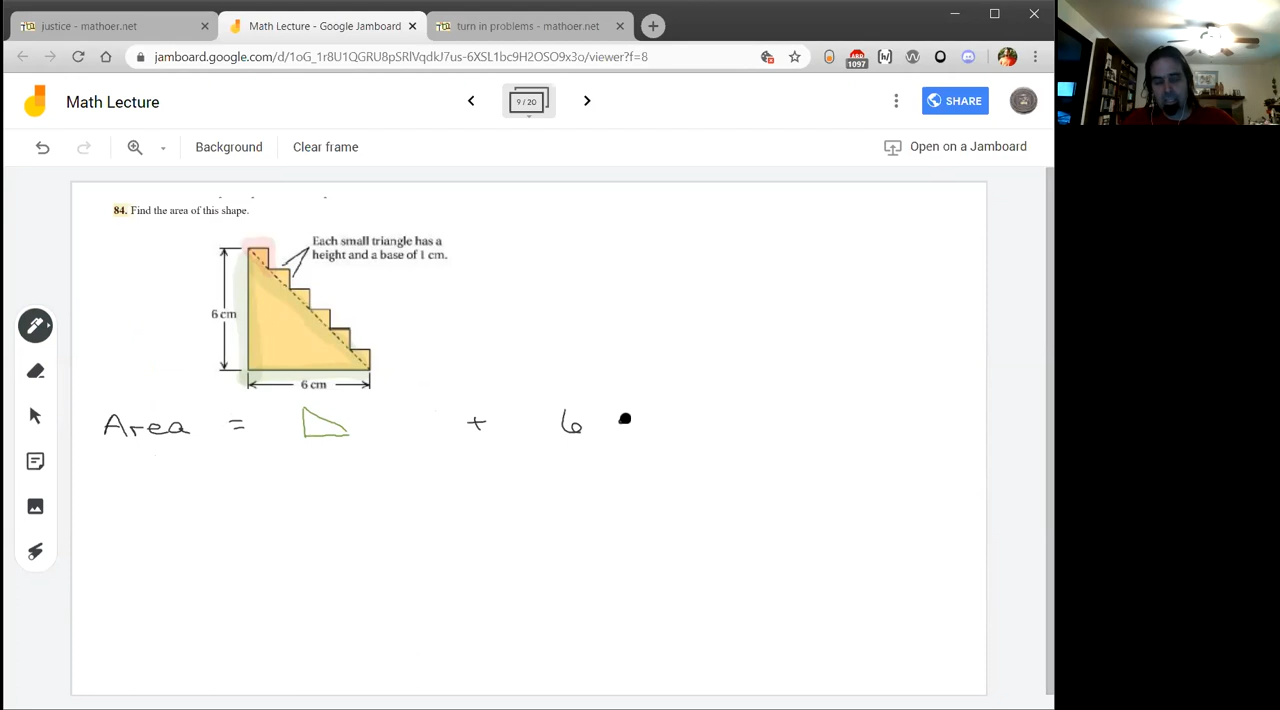 justice - mathoer.net
Math Lecture - Google Jamboard
turn in problems - mathoer.net
jamboard.google.com/d/1oG_1r8U1QGRU8pSRlVqdkJ7us-6XSL1bc9H2OSO9x3o/viewer?f=8
1097
Math Lecture
9 / 20
SHARE
Background
Clear frame
Open on a Jamboard
84. Find the area of this shape.
Each small triangle has a
height and a base of 1 cm.
6 cm
6 cm
Area = + 6 •